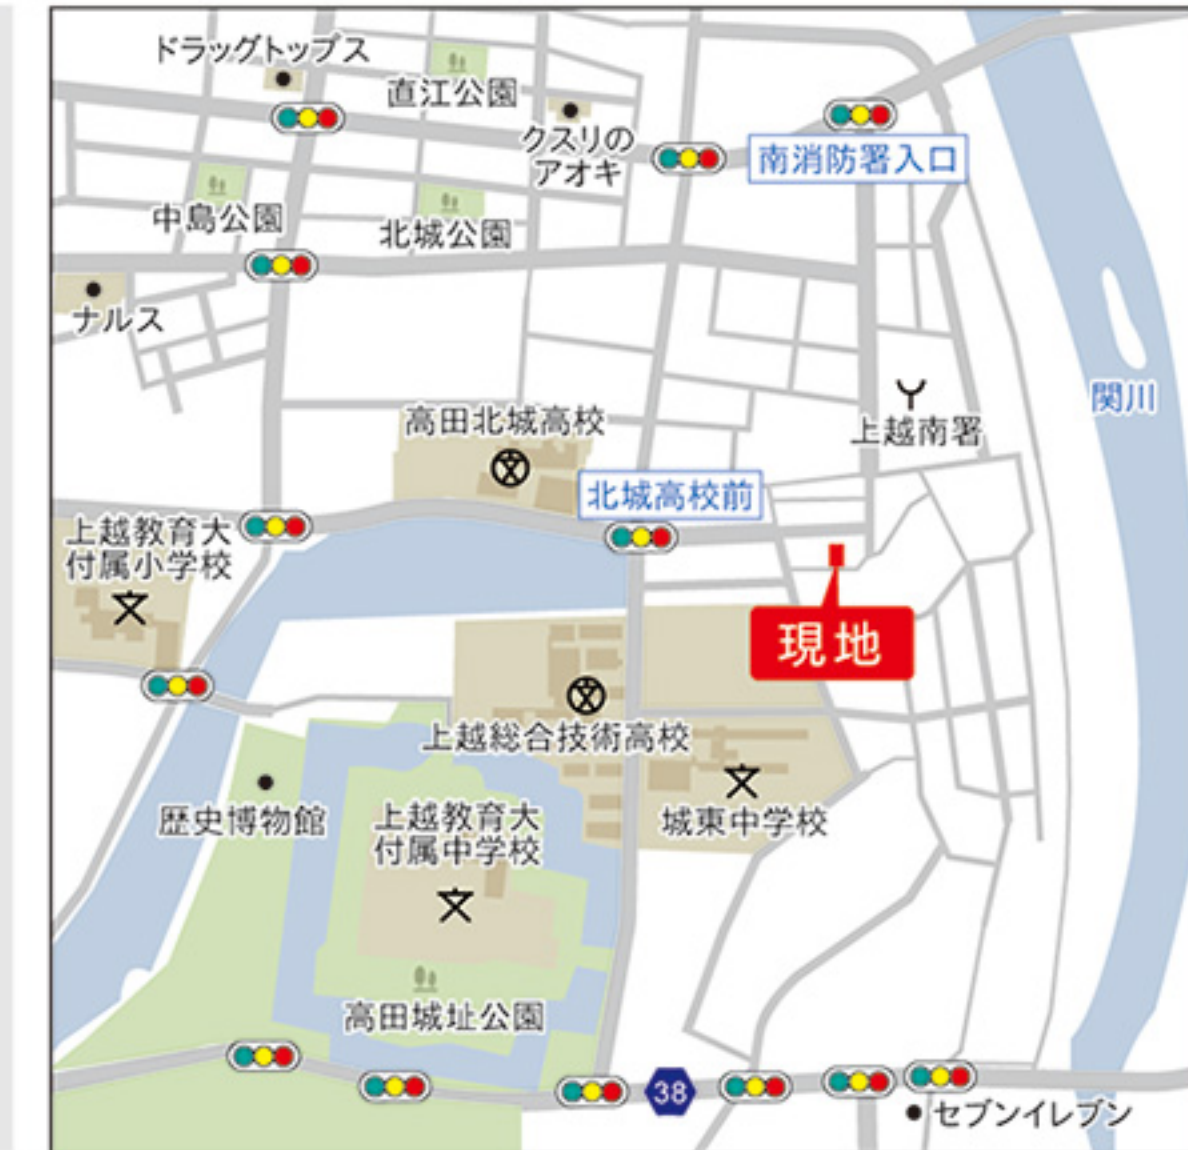 ドラッグトップス
直江公園
クスリの
アオキ
南消防署入口
中島公園
北城公園
ナルス
関川
上越南署
高田北城高校
北城高校前
上越教育大
付属小学校
現地
上越総合技術高校
歴史博物館
上越教育大
付属中学校
城東中学校
高田城址公園
38
セブンイレブン